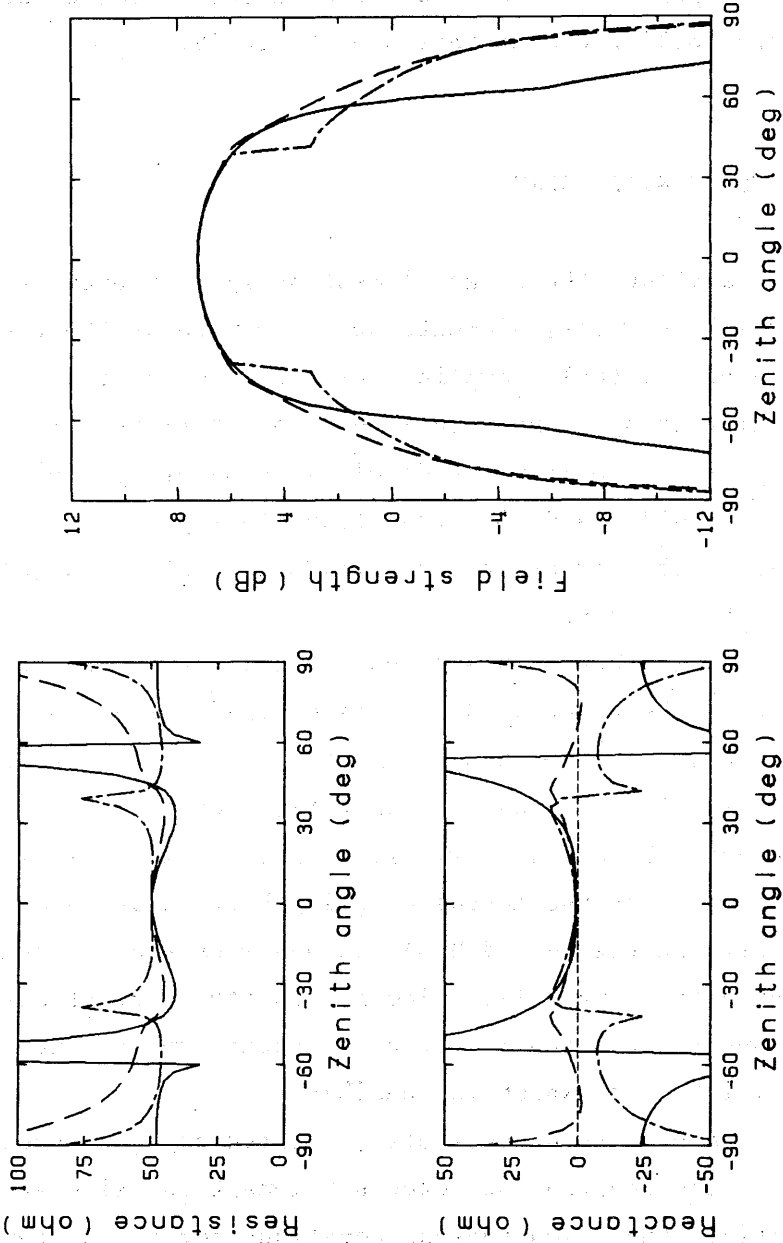 Field strength (dB)
12
8
4
0
-4
-8
-12
-90 -60 -30 0 30 60 90
Zenith angle (deg)
Resistance (ohm)
100
75
50
25
0
-90 -60 -30 0 30 60 90
Zenith angle (deg)
Reactance (ohm)
50
25
0
-25
-50
-90 -60 -30 0 30 60 90
Zenith angle (deg)